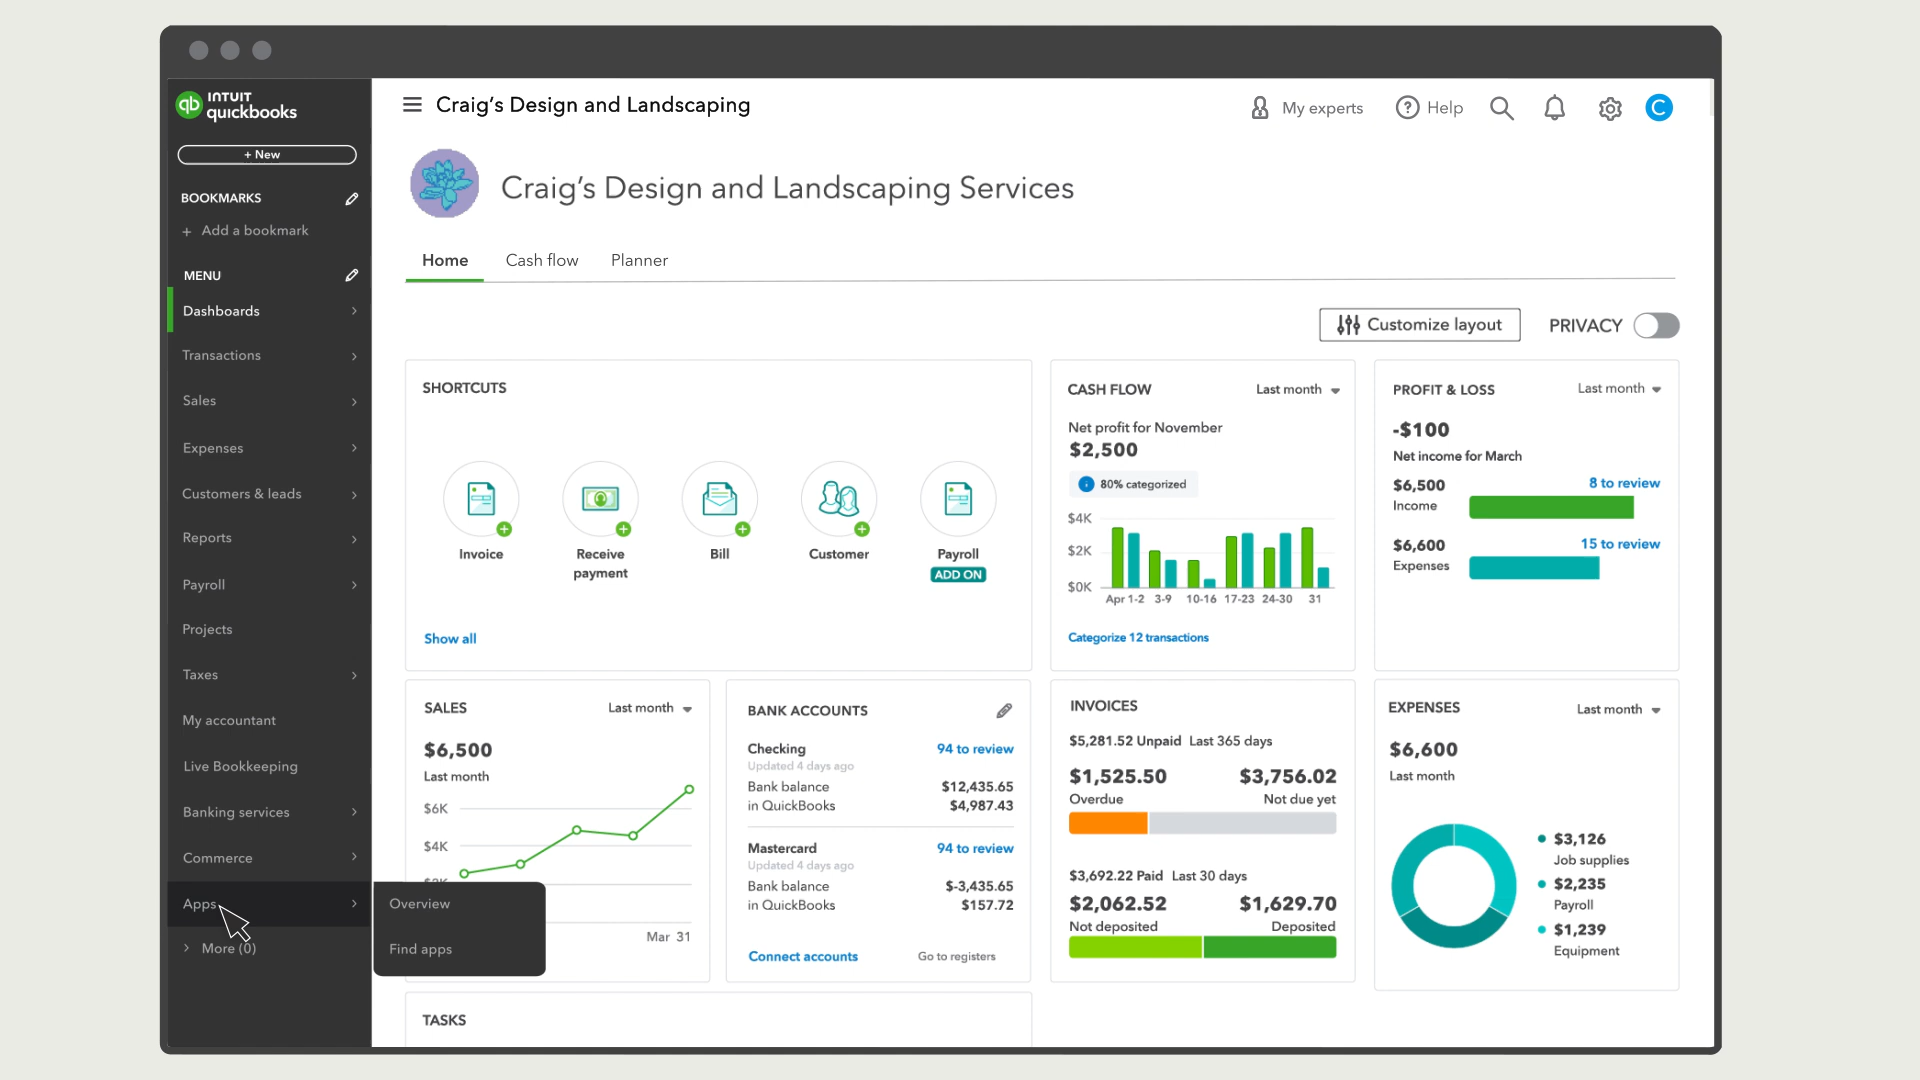 INTUIT
quickbooks
+ New
BOOKMARKS
+ Add a bookmark
MENU
Dashboards
Transactions
Sales
Expenses
Customers & leads
Reports
Payroll
Projects
Taxes
My accountant
Live Bookkeeping
Banking services
Commerce
Apps
More (0)
Overview
Find apps
Craig's Design and Landscaping
My experts
Help
C
Craig's Design and Landscaping Services
Home Cash flow Planner
Customize layout
PRIVACY
SHORTCUTS
Invoice
Receive
payment
Bill
Customer
Payroll
ADD ON
Show all
CASH FLOW
Last month
Net profit for November
$2,500
80% categorized
$4K
$2K
$0K
Apr 1-2 3-9 10-16 17-23 24-30 31
Categorize 12 transactions
PROFIT & LOSS
Last month
-$100
Net income for March
$6,500
Income
8 to review
$6,600
Expenses
15 to review
SALES
Last month
$6,500
Last month
$6K
$4K
Mar 31
BANK ACCOUNTS
Checking 94 to review
Updated 4 days ago
Bank balance $12,435.65
in QuickBooks $4,987.43
Mastercard 94 to review
Updated 4 days ago
Bank balance $-3,435.65
in QuickBooks $157.72
Connect accounts Go to registers
INVOICES
$5,281.52 Unpaid Last 365 days
$1,525.50 $3,756.02
Overdue Not due yet
$3,692.22 Paid Last 30 days
$2,062.52 $1,629.70
Not deposited Deposited
EXPENSES
Last month
$6,600
Last month
$3,126
Job supplies
$2,235
Payroll
$1,239
Equipment
TASKS